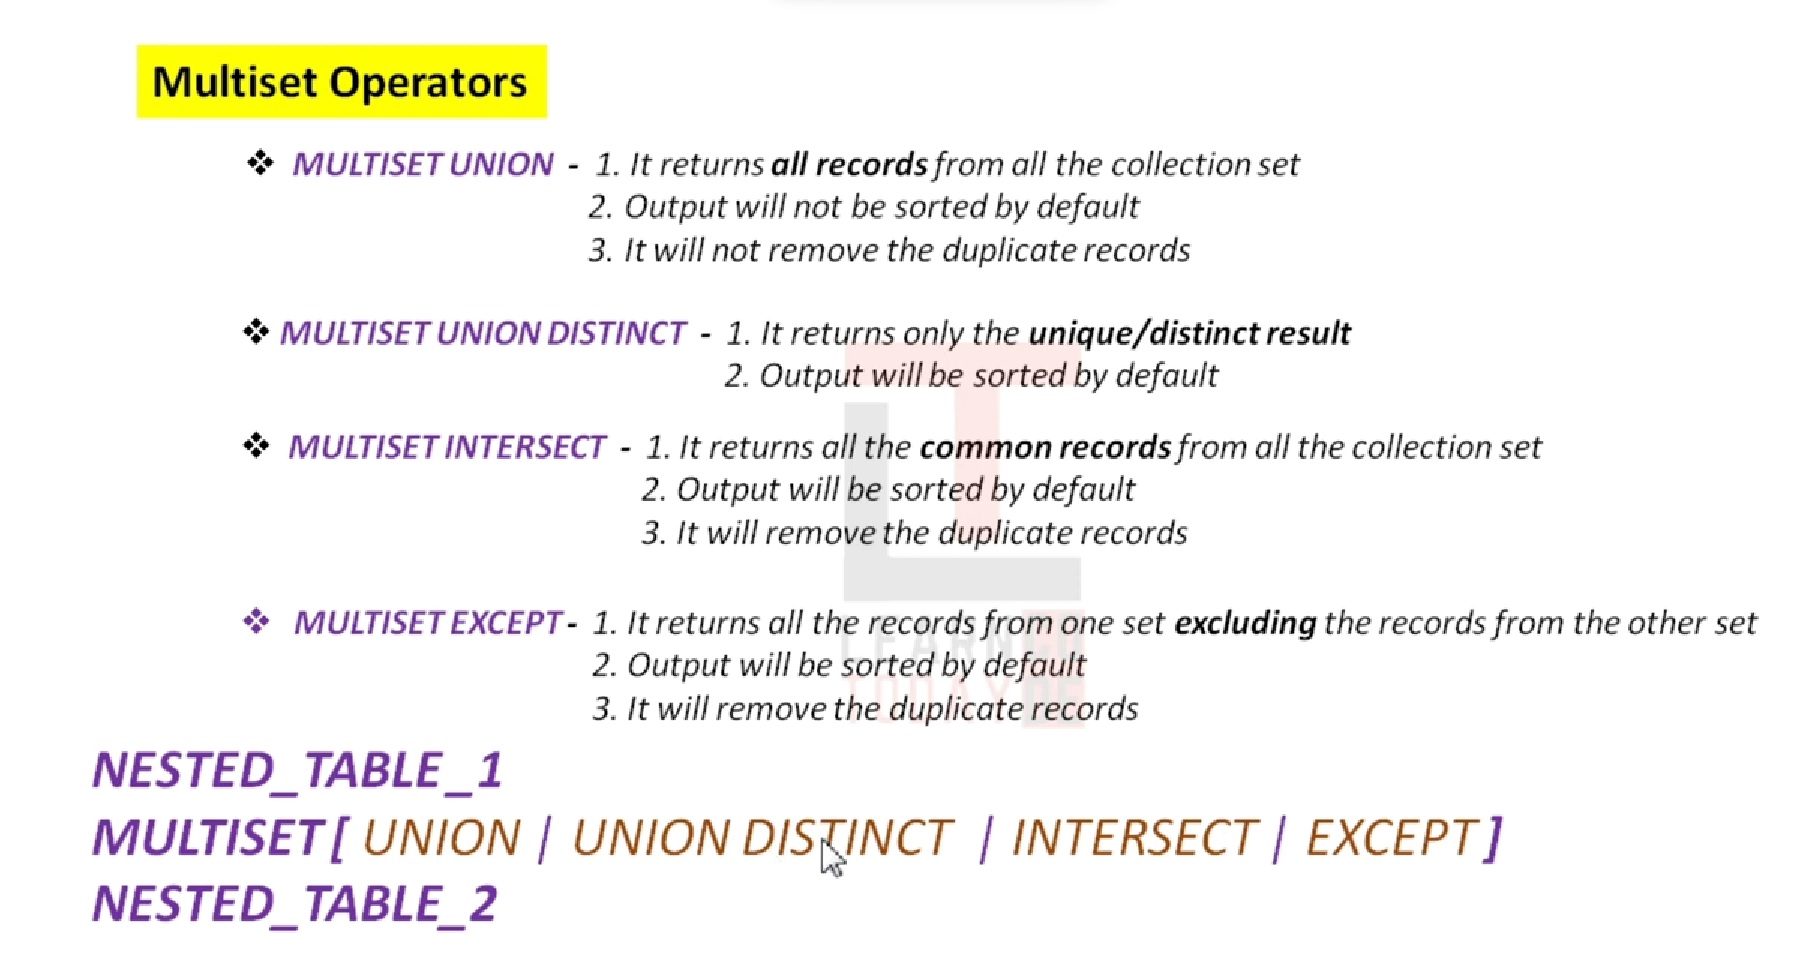 Multiset Operators
❖ MULTISET UNION - 1. It returns all records from all the collection set
2. Output will not be sorted by default
3. It will not remove the duplicate records
❖ MULTISET UNION DISTINCT - 1. It returns only the unique/distinct result
2. Output will be sorted by default
❖ MULTISET INTERSECT - 1. It returns all the common records from all the collection set
2. Output will be sorted by default
3. It will remove the duplicate records
❖ MULTISET EXCEPT - 1. It returns all the records from one set excluding the records from the other set
2. Output will be sorted by default
3. It will remove the duplicate records
NESTED_TABLE_1
MULTISET [ UNION | UNION DISTINCT | INTERSECT | EXCEPT ]
NESTED_TABLE_2